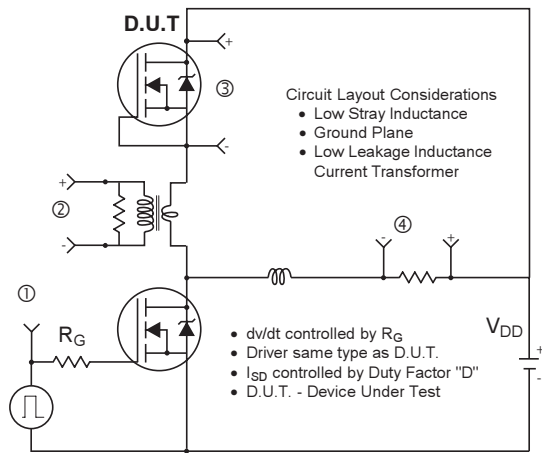 D.U.T
+
③
-
Circuit Layout Considerations
• Low Stray Inductance
• Ground Plane
• Low Leakage Inductance
Current Transformer
+
②
-
④
- +
①
RG
• dv/dt controlled by RG
• Driver same type as D.U.T.
• ISD controlled by Duty Factor "D"
• D.U.T. - Device Under Test
VDD
+
-